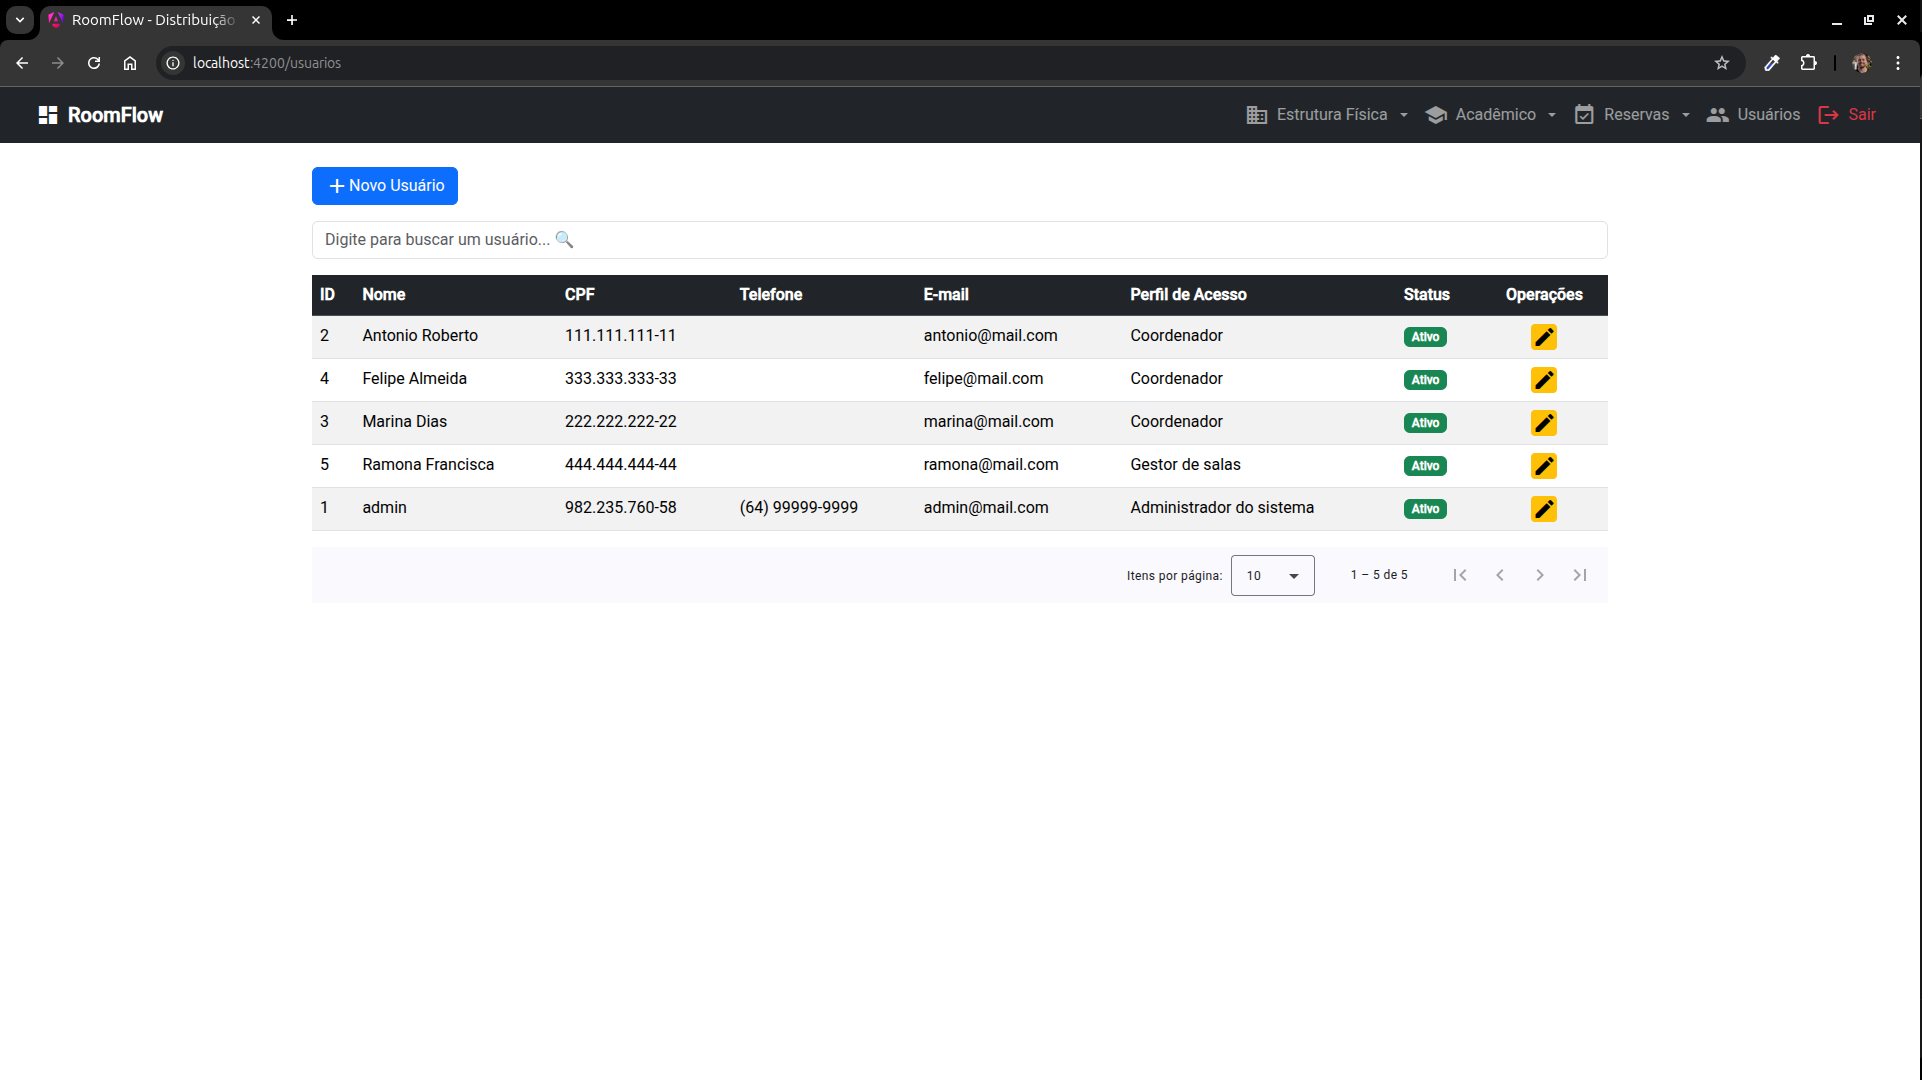 RoomFlow - Distribuição
localhost:4200/usuarios
RoomFlow Estrutura Física Acadêmico Reservas Usuários Sair
Novo Usuário
Digite para buscar um usuário...
ID Nome CPF Telefone E-mail Perfil de Acesso Status Operações
2 Antonio Roberto 111.111.111-11 antonio@mail.com Coordenador Ativo
4 Felipe Almeida 333.333.333-33 felipe@mail.com Coordenador Ativo
3 Marina Dias 222.222.222-22 marina@mail.com Coordenador Ativo
5 Ramona Francisca 444.444.444-44 ramona@mail.com Gestor de salas Ativo
1 admin 982.235.760-58 (64) 99999-9999 admin@mail.com Administrador do sistema Ativo
Itens por página: 10 1 – 5 de 5